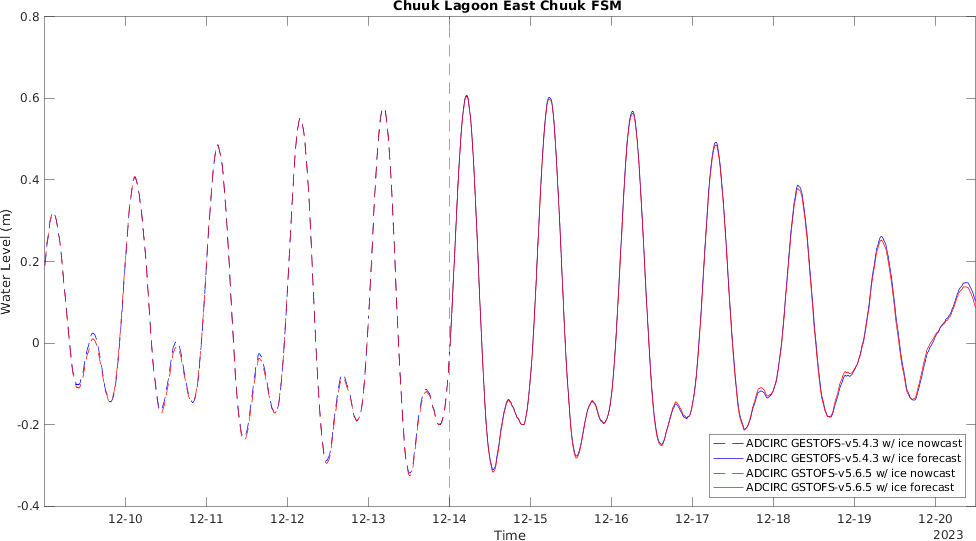 Chuuk Lagoon East Chuuk FSM
Water Level (m)
0.8
0.6
0.4
0.2
0
-0.2
-0.4
12-10 12-11 12-12 12-13 12-14 12-15 12-16 12-17 12-18 12-19 12-20
2023
Time
ADCIRC GESTOFS-v5.4.3 w/ ice nowcast
ADCIRC GESTOFS-v5.4.3 w/ ice forecast
ADCIRC GSTOFS-v5.6.5 w/ ice nowcast
ADCIRC GSTOFS-v5.6.5 w/ ice forecast